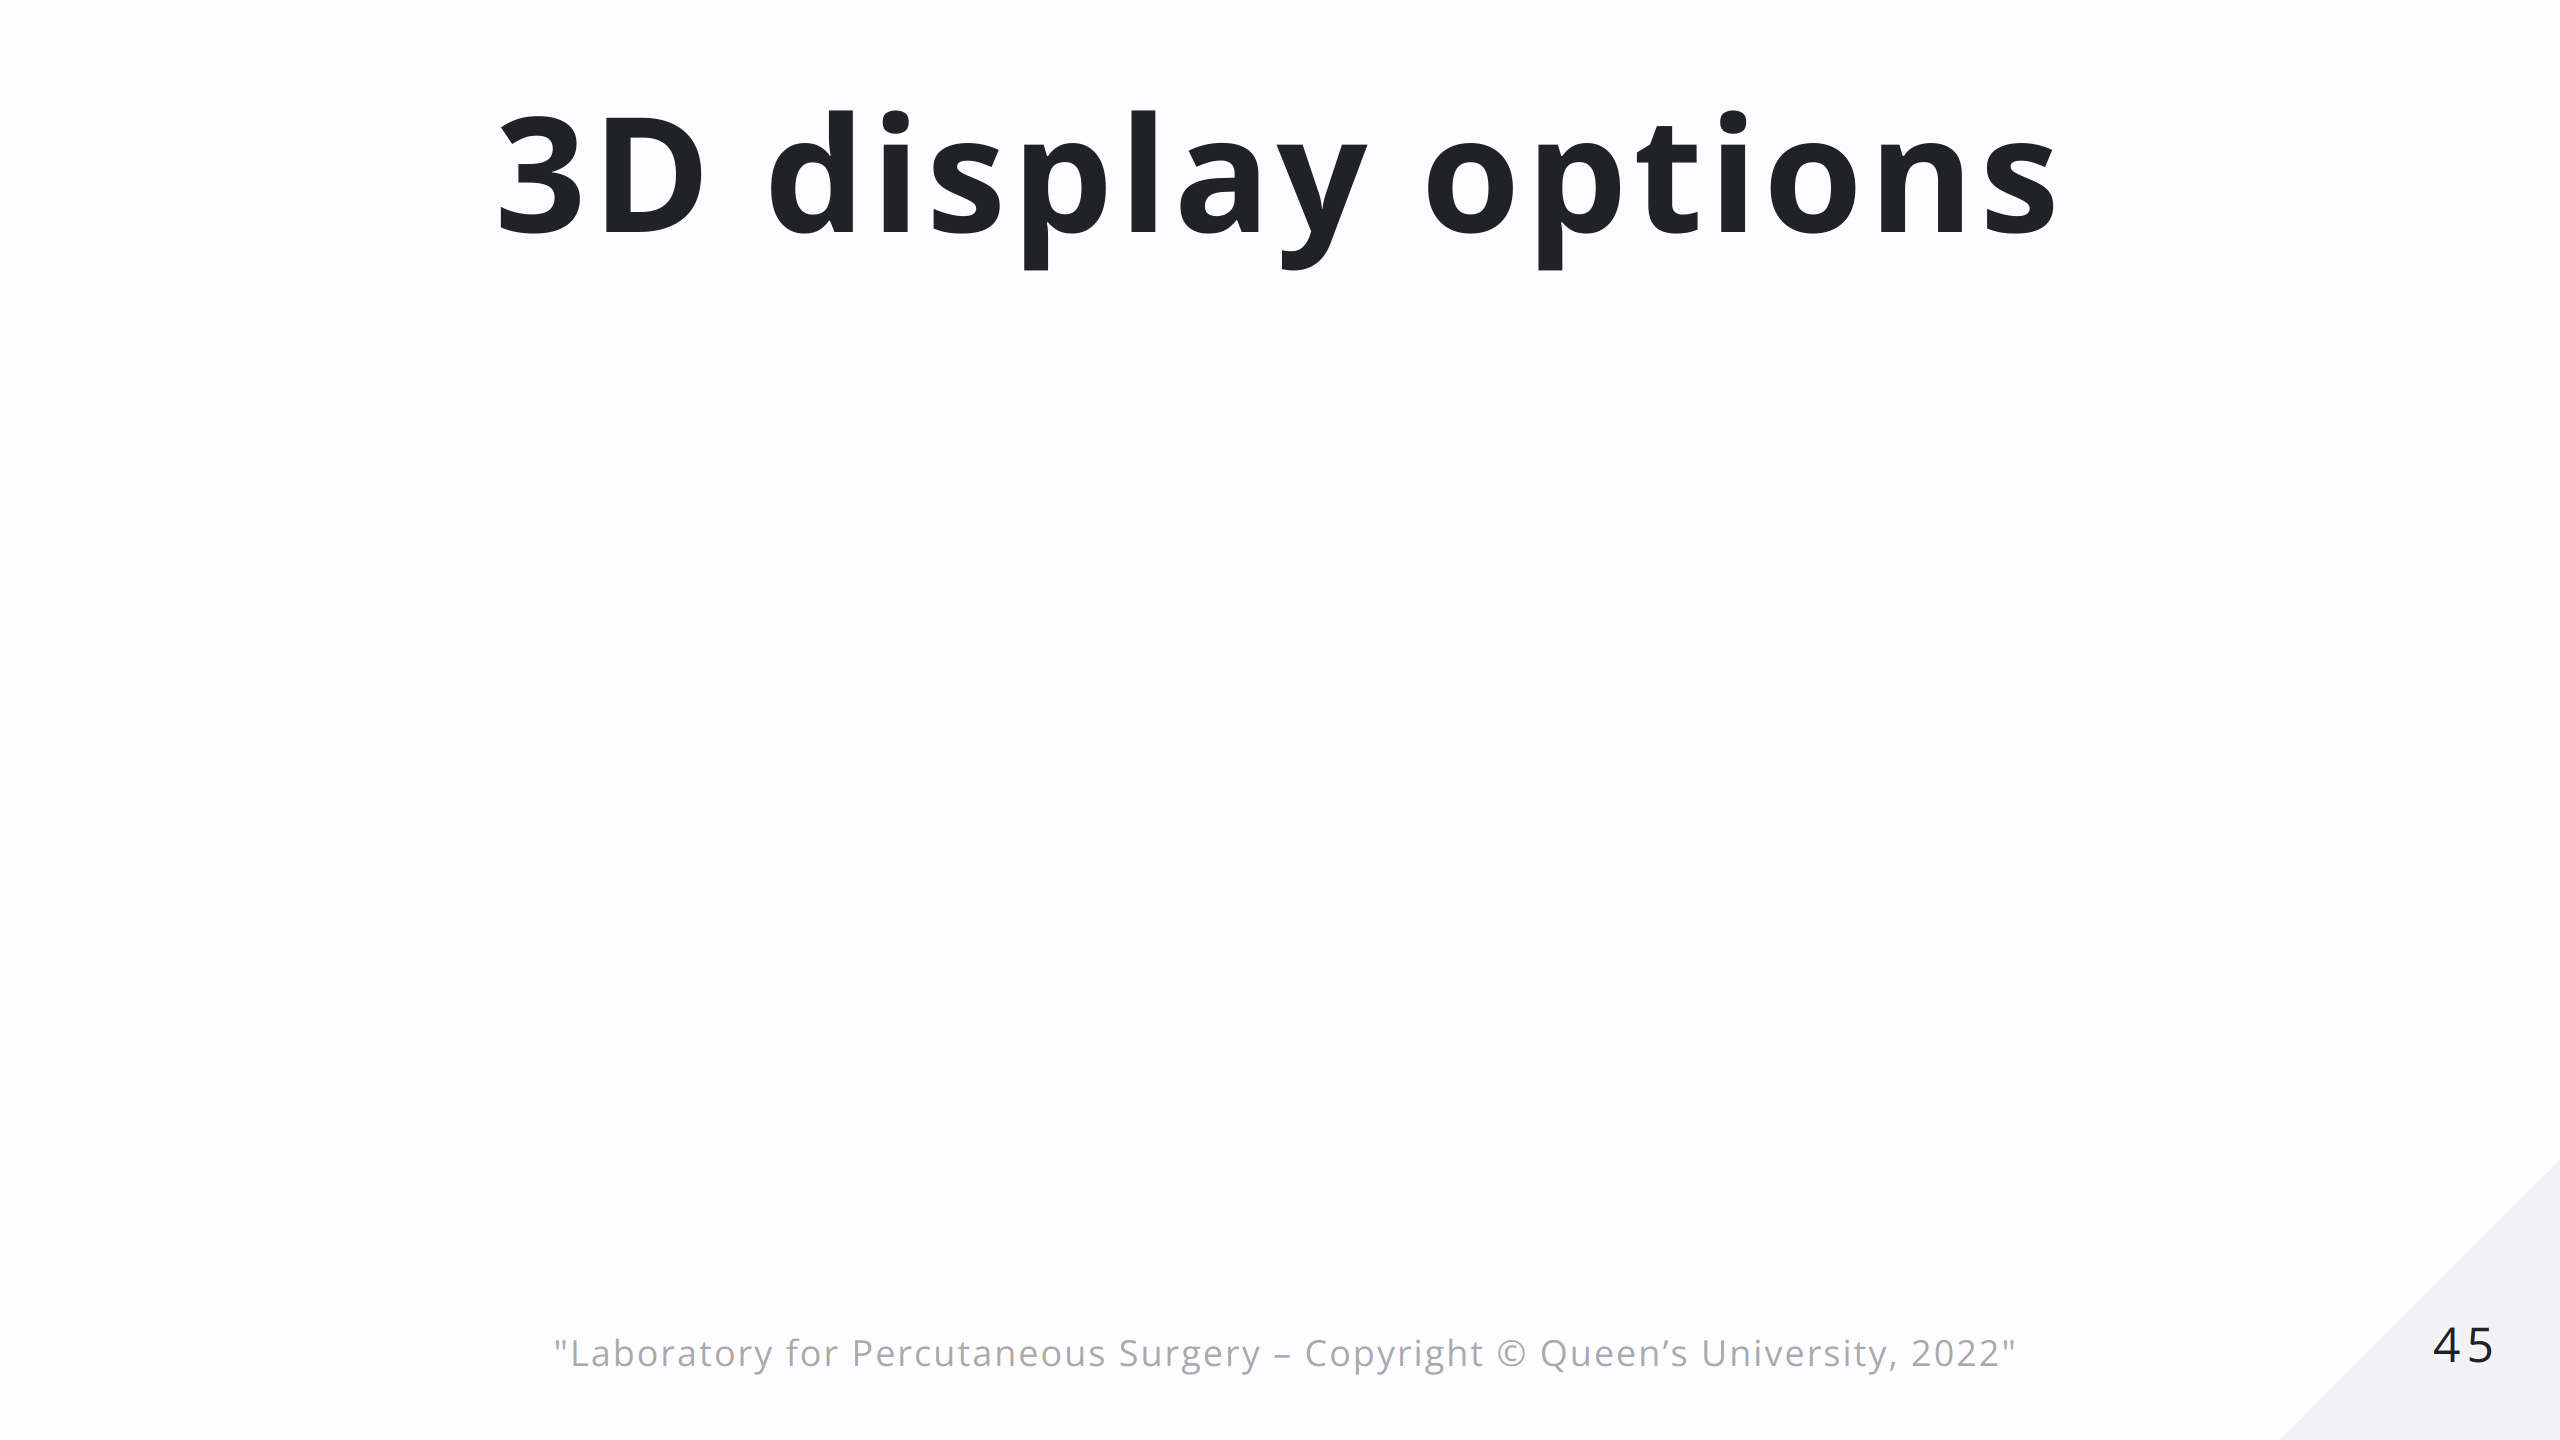 3D display options
"Laboratory for Percutaneous Surgery – Copyright © Queen’s University, 2022"
45